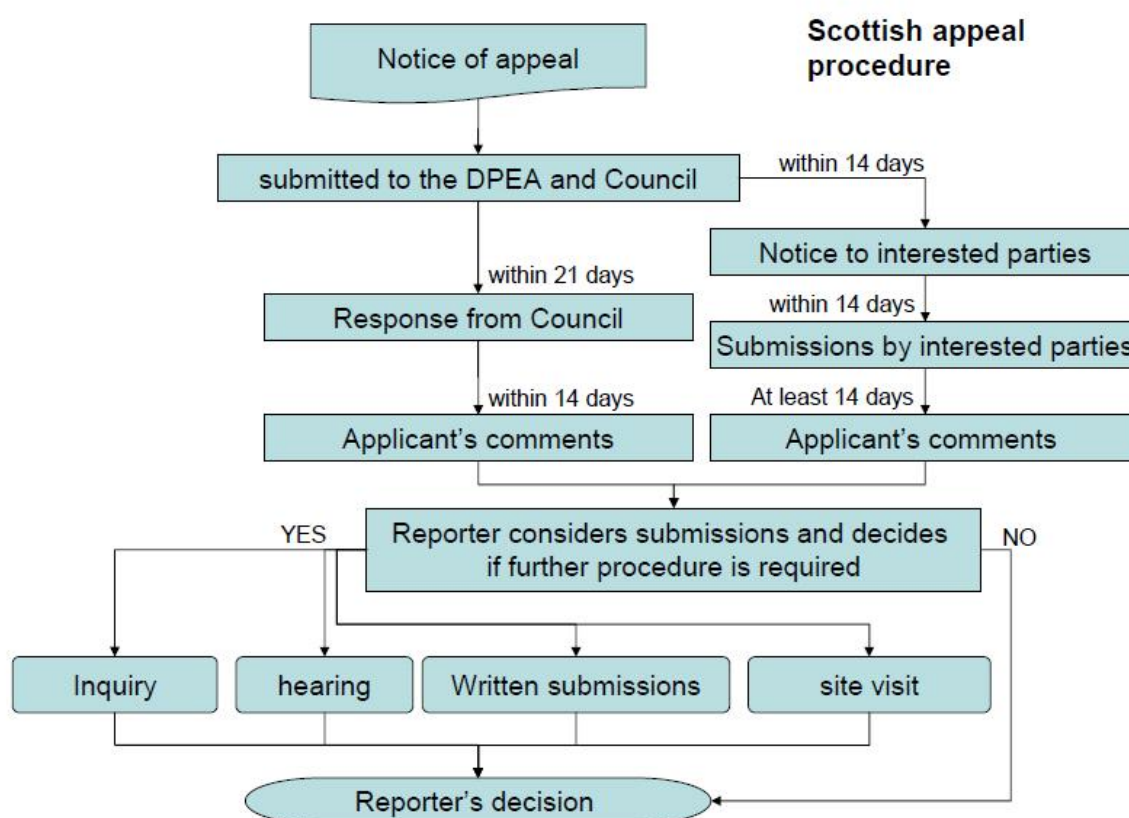 Scottish appeal
procedure
Notice of appeal
submitted to the DPEA and Council
within 14 days
Notice to interested parties
within 21 days
within 14 days
Response from Council
Submissions by interested parties
within 14 days
At least 14 days
Applicant's comments
Applicant's comments
YES
Reporter considers submissions and decides
if further procedure is required
NO
Inquiry
hearing
Written submissions
site visit
Reporter's decision